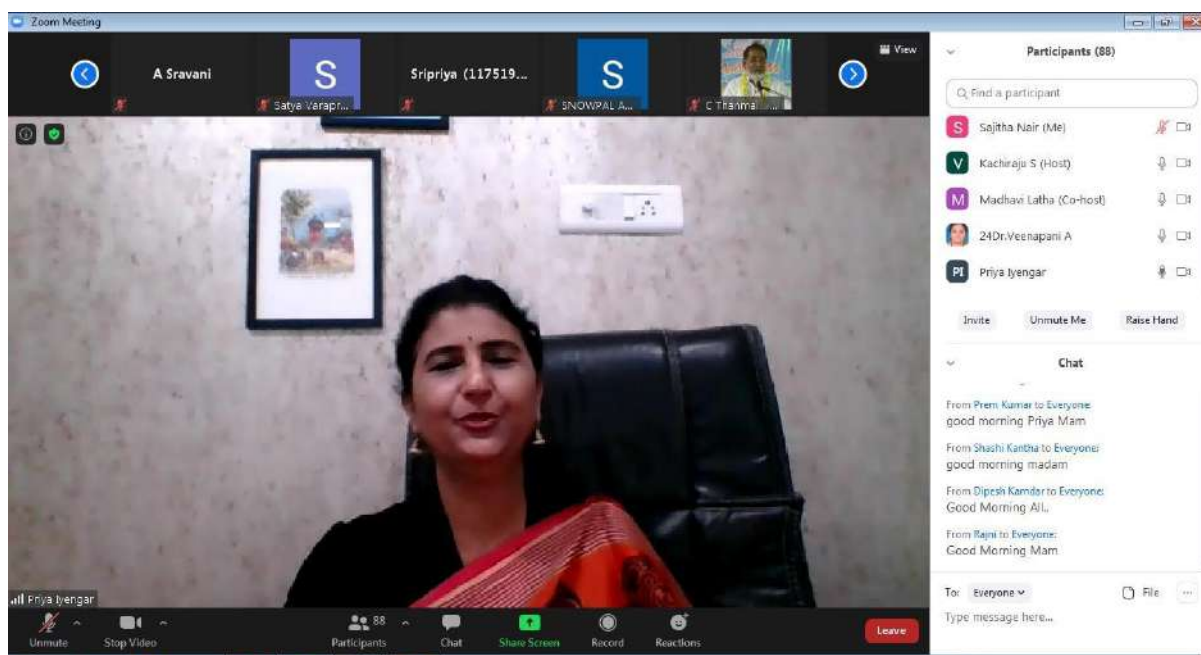 Zoom Meeting
A Sravani
S
Satya Varapr...
Sripriya (117519...
S
SNOWPAL A...
C Thanma
View
Priya Iyengar
Unmute
Stop Video
88
Participants
Chat
Share Screen
Record
Reactions
Leave
Participants (88)
Find a participant
S Sajitha Nair (Me)
V Kachiraju S (Host)
M Madhavi Latha (Co-host)
24Dr.Veenapani A
PI Priya Iyengar
Invite Unmute Me Raise Hand
Chat
From Prem Kumar to Everyone:
good morning Priya Mam
From Shashi Kantha to Everyone:
good morning madam
From Dipesh Kamdar to Everyone:
Good Morning All..
From Rajni to Everyone:
Good Morning Mam
To: Everyone File ...
Type message here...